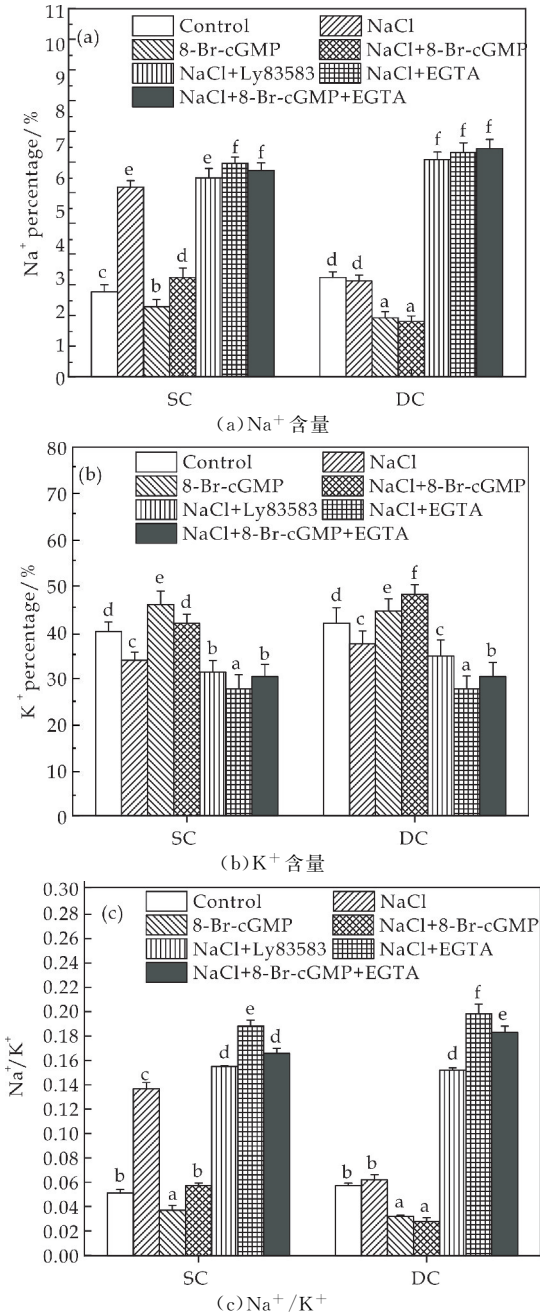 (a)
Control
NaCl
8-Br-cGMP
NaCl+8-Br-cGMP
NaCl+Ly83583
NaCl+EGTA
NaCl+8-Br-cGMP+EGTA
Na⁺ percentage/%
11
10
9
8
7
6
5
4
3
2
1
0
c e b d e f f
d d a a f f f
SC DC
(a)Na⁺含量
(b)
Control
NaCl
8-Br-cGMP
NaCl+8-Br-cGMP
NaCl+Ly83583
NaCl+EGTA
NaCl+8-Br-cGMP+EGTA
K⁺percentage/%
80
70
60
50
40
30
20
10
0
d c e d b a b
d c e f c a b
SC DC
(b)K⁺含量
(c)
Control
NaCl
8-Br-cGMP
NaCl+8-Br-cGMP
NaCl+Ly83583
NaCl+EGTA
NaCl+8-Br-cGMP+EGTA
Na⁺/K⁺
0.30
0.28
0.26
0.24
0.22
0.20
0.18
0.16
0.14
0.12
0.10
0.08
0.06
0.04
0.02
0.00
b c a b d e d
b b a a d f e
SC DC
(c)Na⁺/K⁺